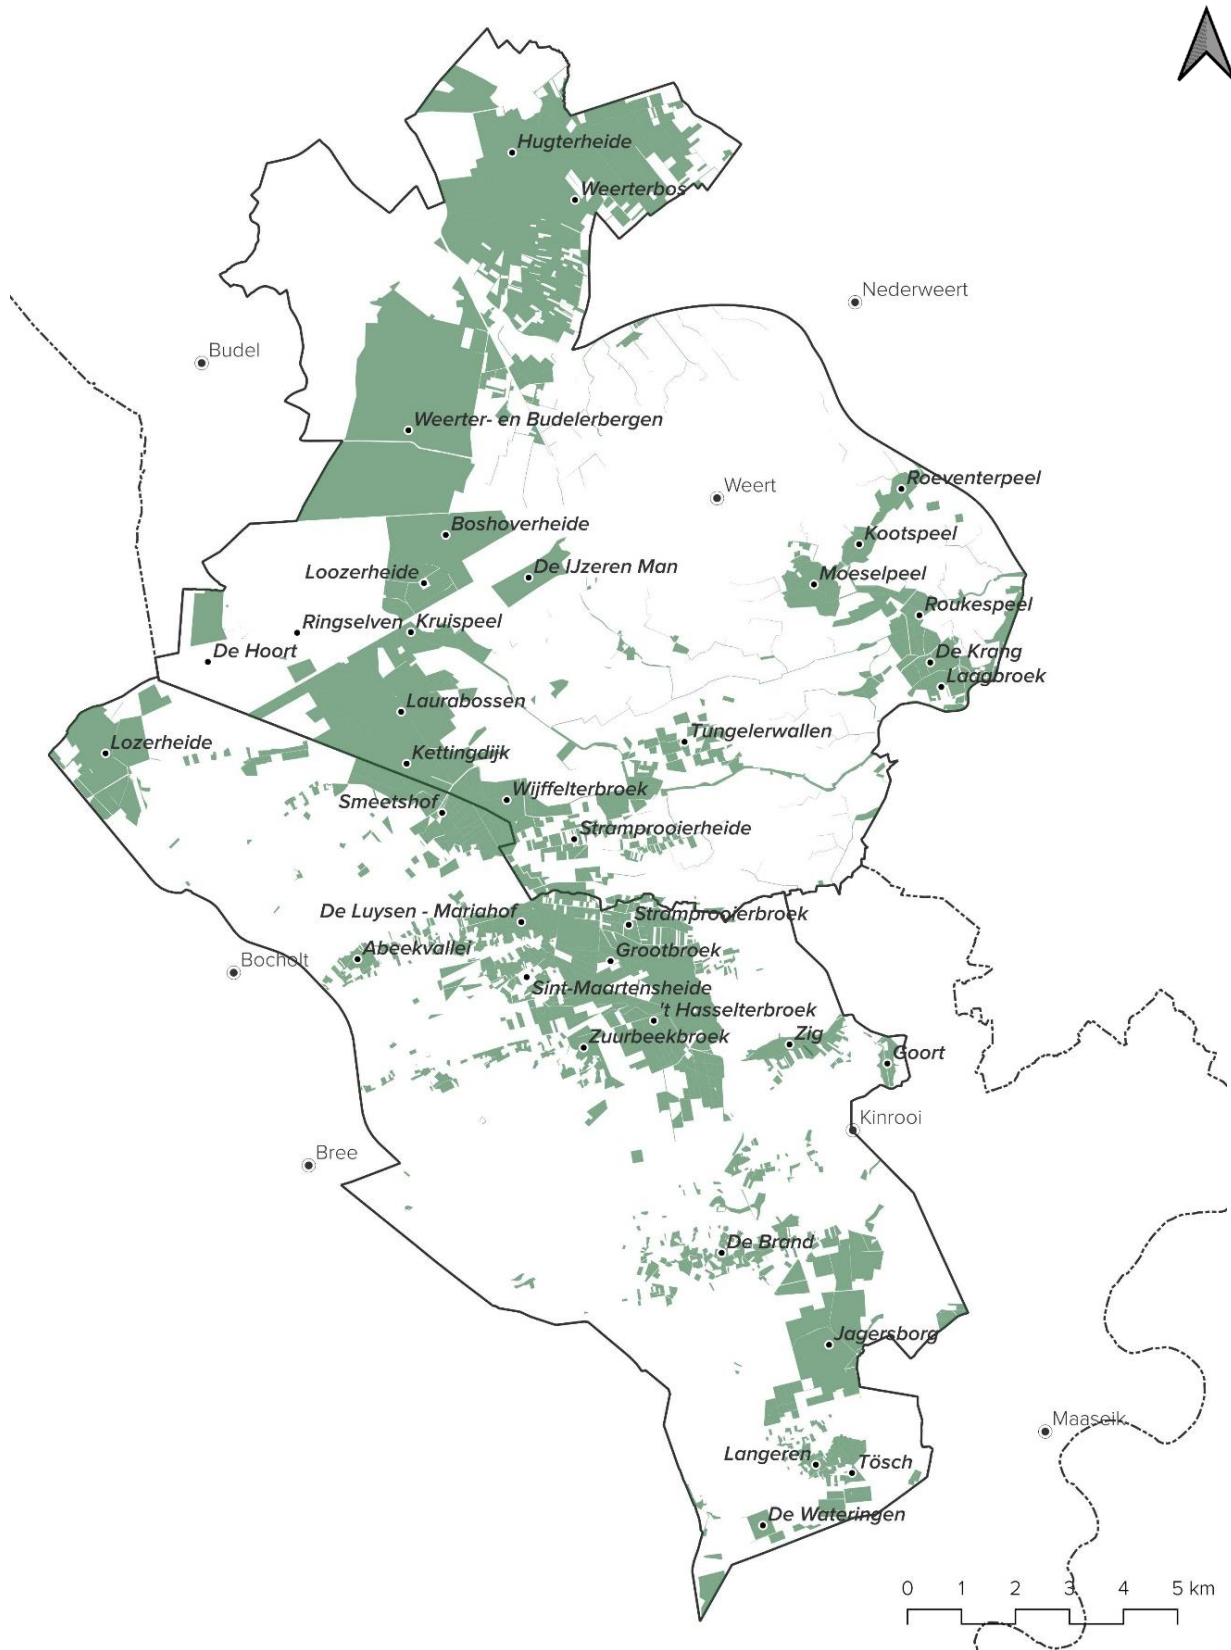 Hugterheide
Weerterbos
Nederweert
Budel
Weerter- en Budelerbergen
Roeventerpeel
Weert
Boshoverheide
Kootspeel
Loozerheide
De IJzeren Man
Moeselpeel
Roukespeel
Ringselven
Kruispeel
De Hoort
De Krang
Laagbroek
Laurabossen
Tungelerwallen
Lozerheide
Kettingdijk
Wijffelterbroek
Smeetshof
Stramprooierheide
De Luysen - Mariahof
Stramprooierbroek
Abeekvallei
Grootbroek
Bocholt
Sint-Maartensheide
't Hasselterbroek
Zuurbeekbroek
Zig
Goort
Kinrooi
Bree
De Brand
Jagersborg
Maaseik
Langeren
Tösch
De Wateringen
0 1 2 3 4 5 km